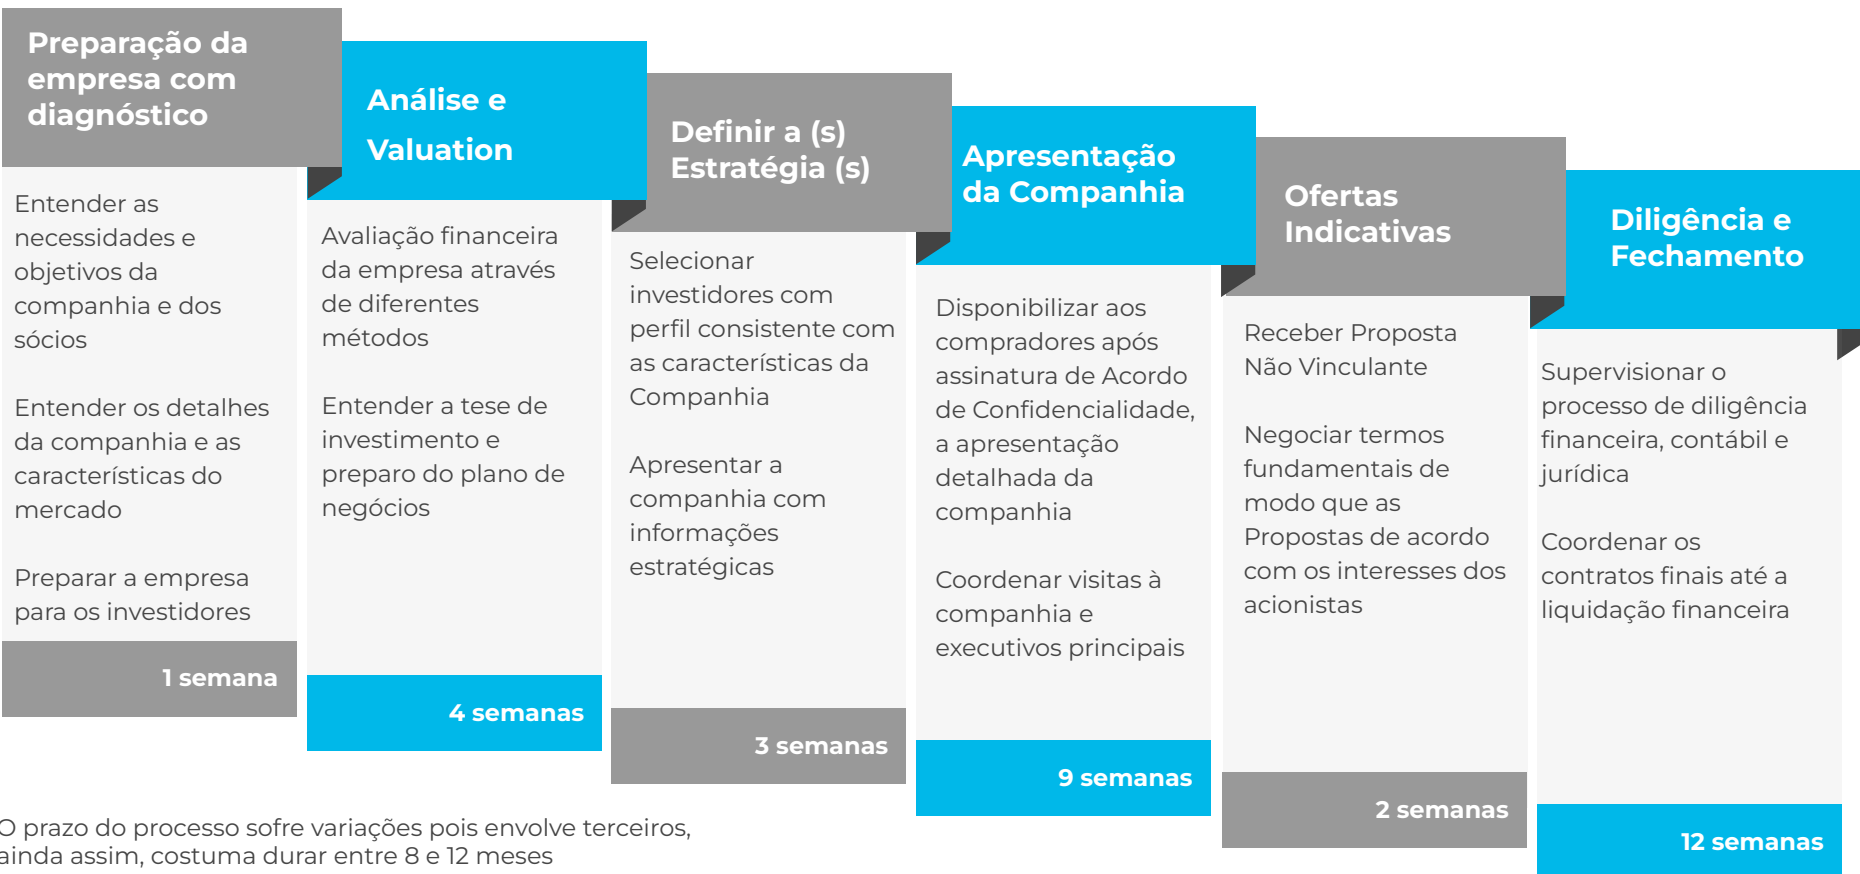 Preparação da
empresa com
diagnóstico
Entender as
necessidades e
objetivos da
companhia e dos
sócios
Entender os detalhes
da companhia e as
características do
mercado
Preparar a empresa
para os investidores
1 semana
Análise e
Valuation
Avaliação financeira
da empresa através
de diferentes
métodos
Entender a tese de
investimento e
preparo do plano de
negócios
4 semanas
Definir a (s)
Estratégia (s)
Selecionar
investidores com
perfil consistente com
as características da
Companhia
Apresentar a
companhia com
informações
estratégicas
3 semanas
Apresentação
da Companhia
Disponibilizar aos
compradores após
assinatura de Acordo
de Confidencialidade,
a apresentação
detalhada da
companhia
Coordenar visitas à
companhia e
executivos principais
9 semanas
Ofertas
Indicativas
Receber Proposta
Não Vinculante
Negociar termos
fundamentais de
modo que as
Propostas de acordo
com os interesses dos
acionistas
2 semanas
Diligência e
Fechamento
Supervisionar o
processo de diligência
financeira, contábil e
jurídica
Coordenar os
contratos finais até a
liquidação financeira
12 semanas
O prazo do processo sofre variações pois envolve terceiros,
ainda assim, costuma durar entre 8 e 12 meses